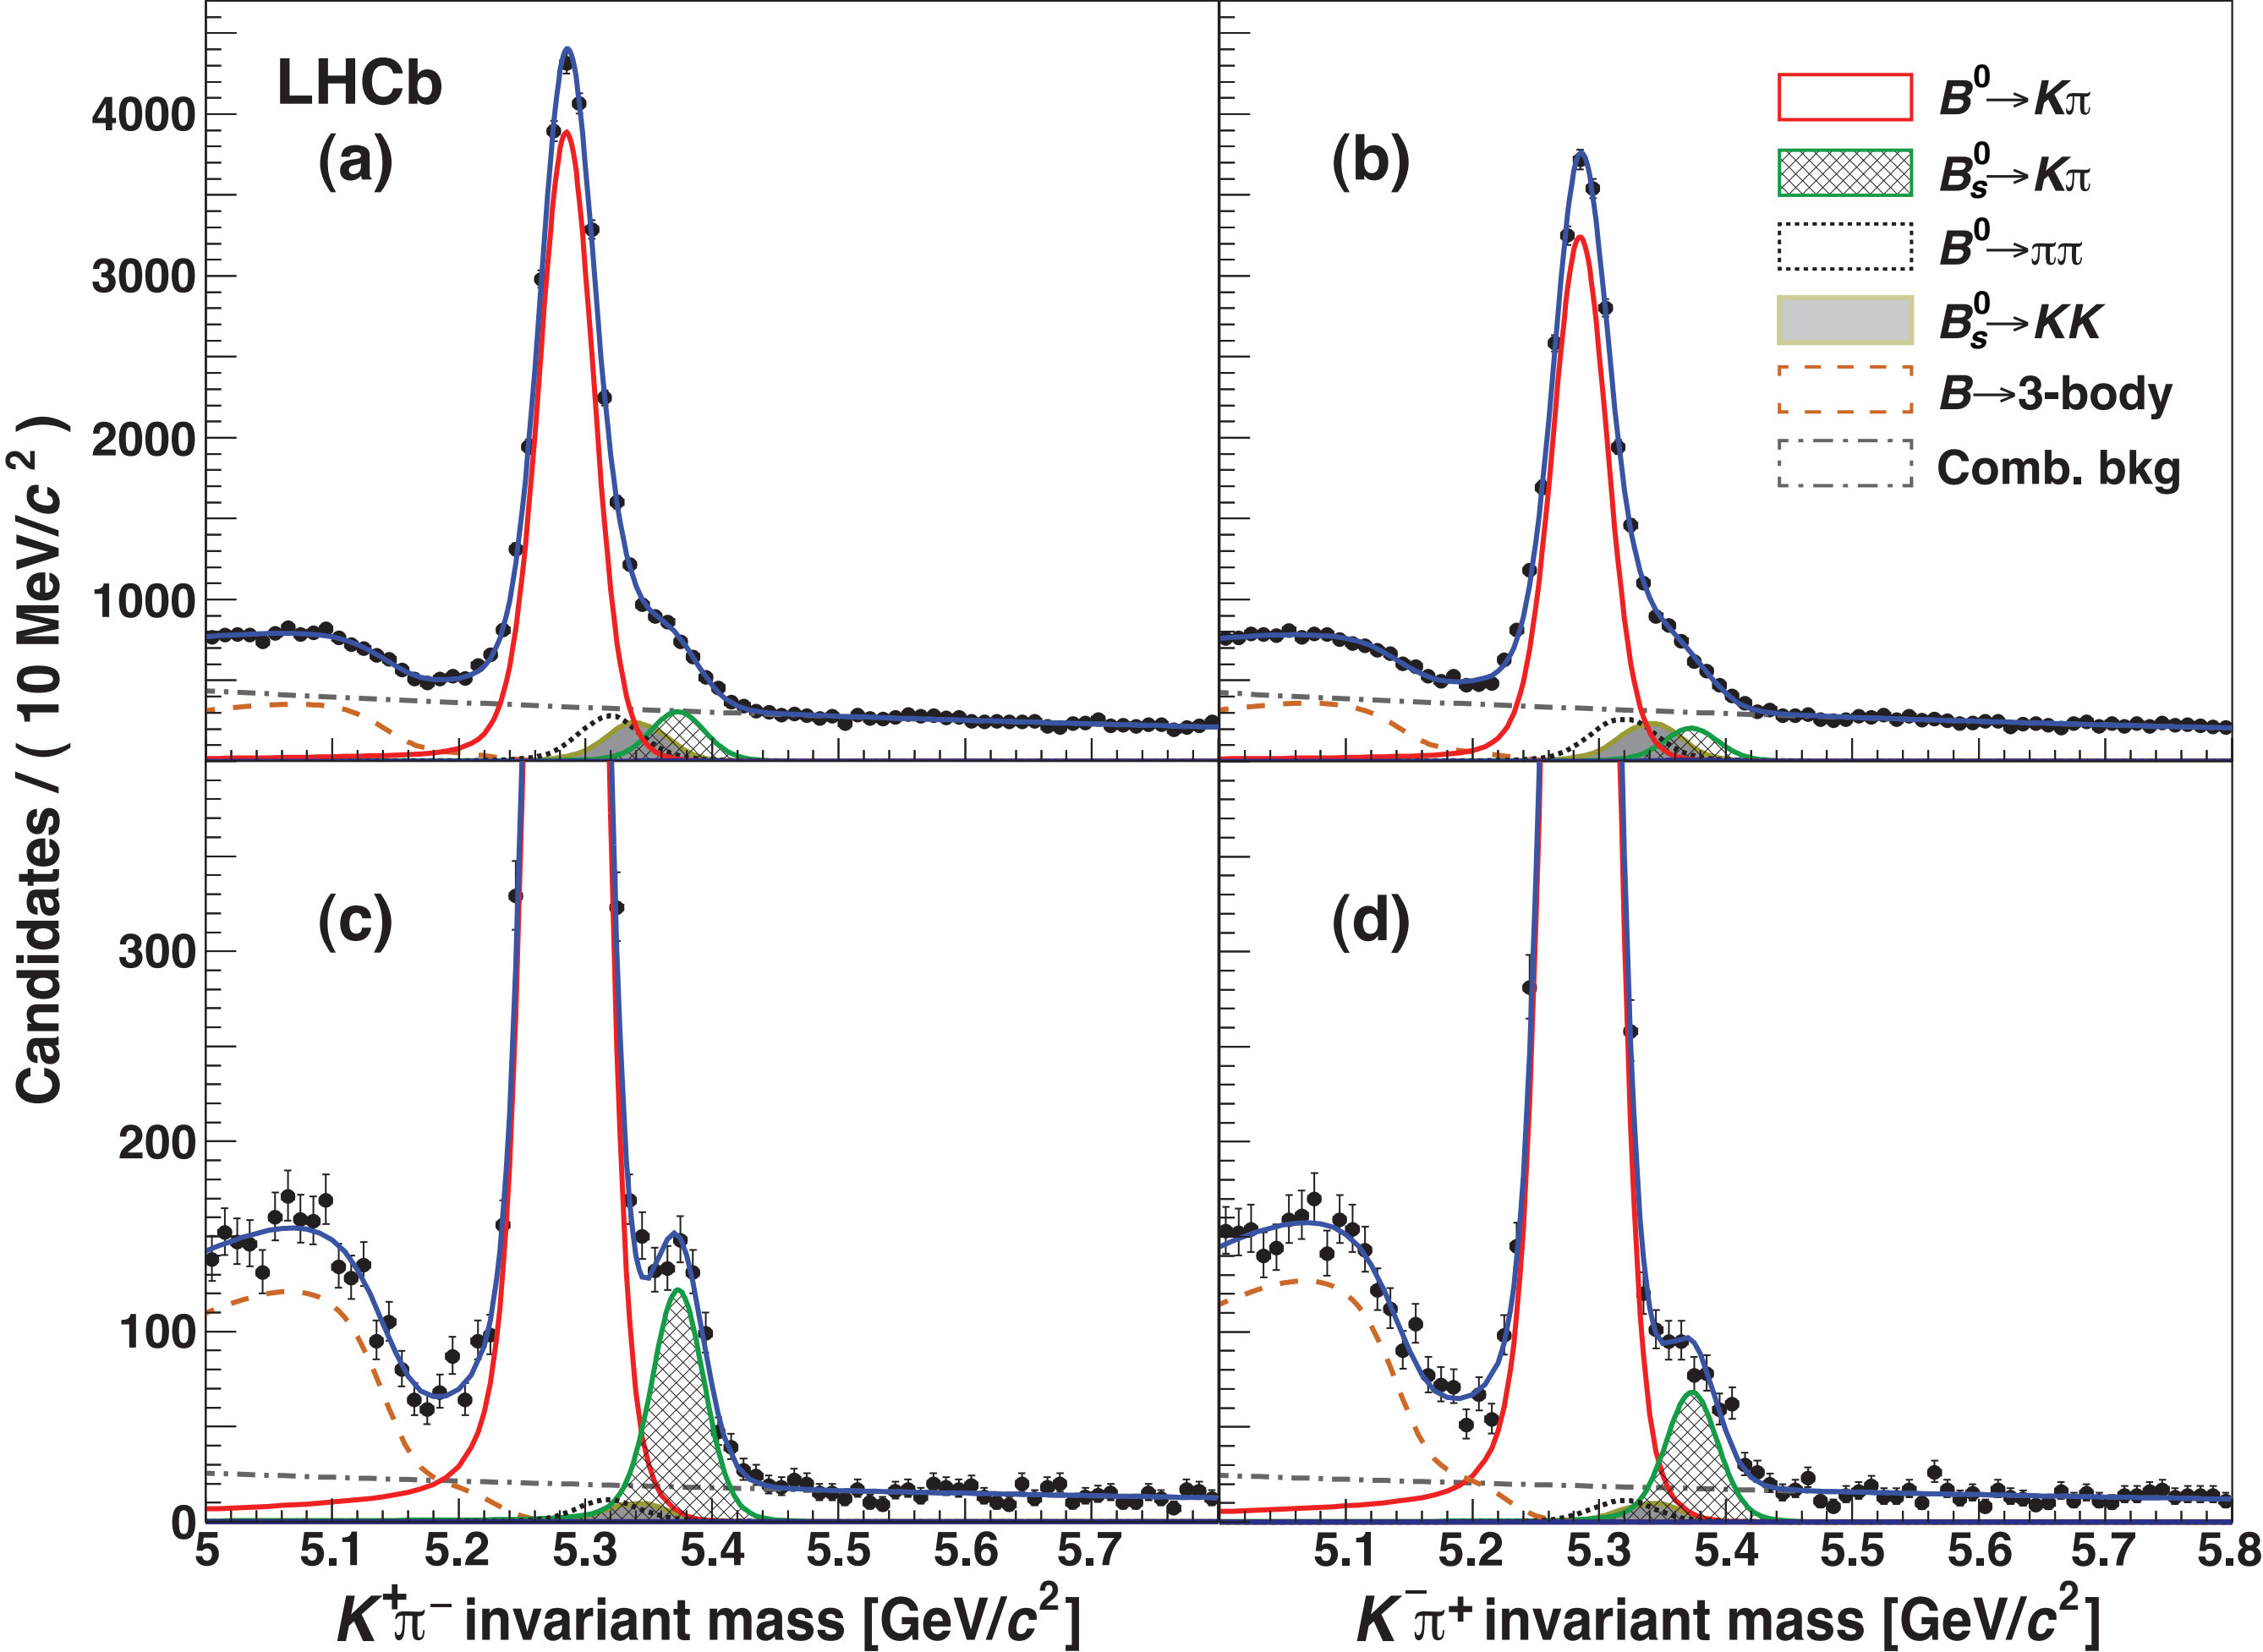 LHCb
(a)
4000
3000
2000
1000
(b)
B⁰→Kπ
B⁰ₛ→Kπ
B⁰→ππ
B⁰ₛ→KK
B→3-body
Comb. bkg
Candidates / ( 10 MeV/c² )
(c)
300
200
100
0
(d)
5 5.1 5.2 5.3 5.4 5.5 5.6 5.7
5.1 5.2 5.3 5.4 5.5 5.6 5.7 5.8
K⁺π⁻ invariant mass [GeV/c²]
K⁻π⁺ invariant mass [GeV/c²]